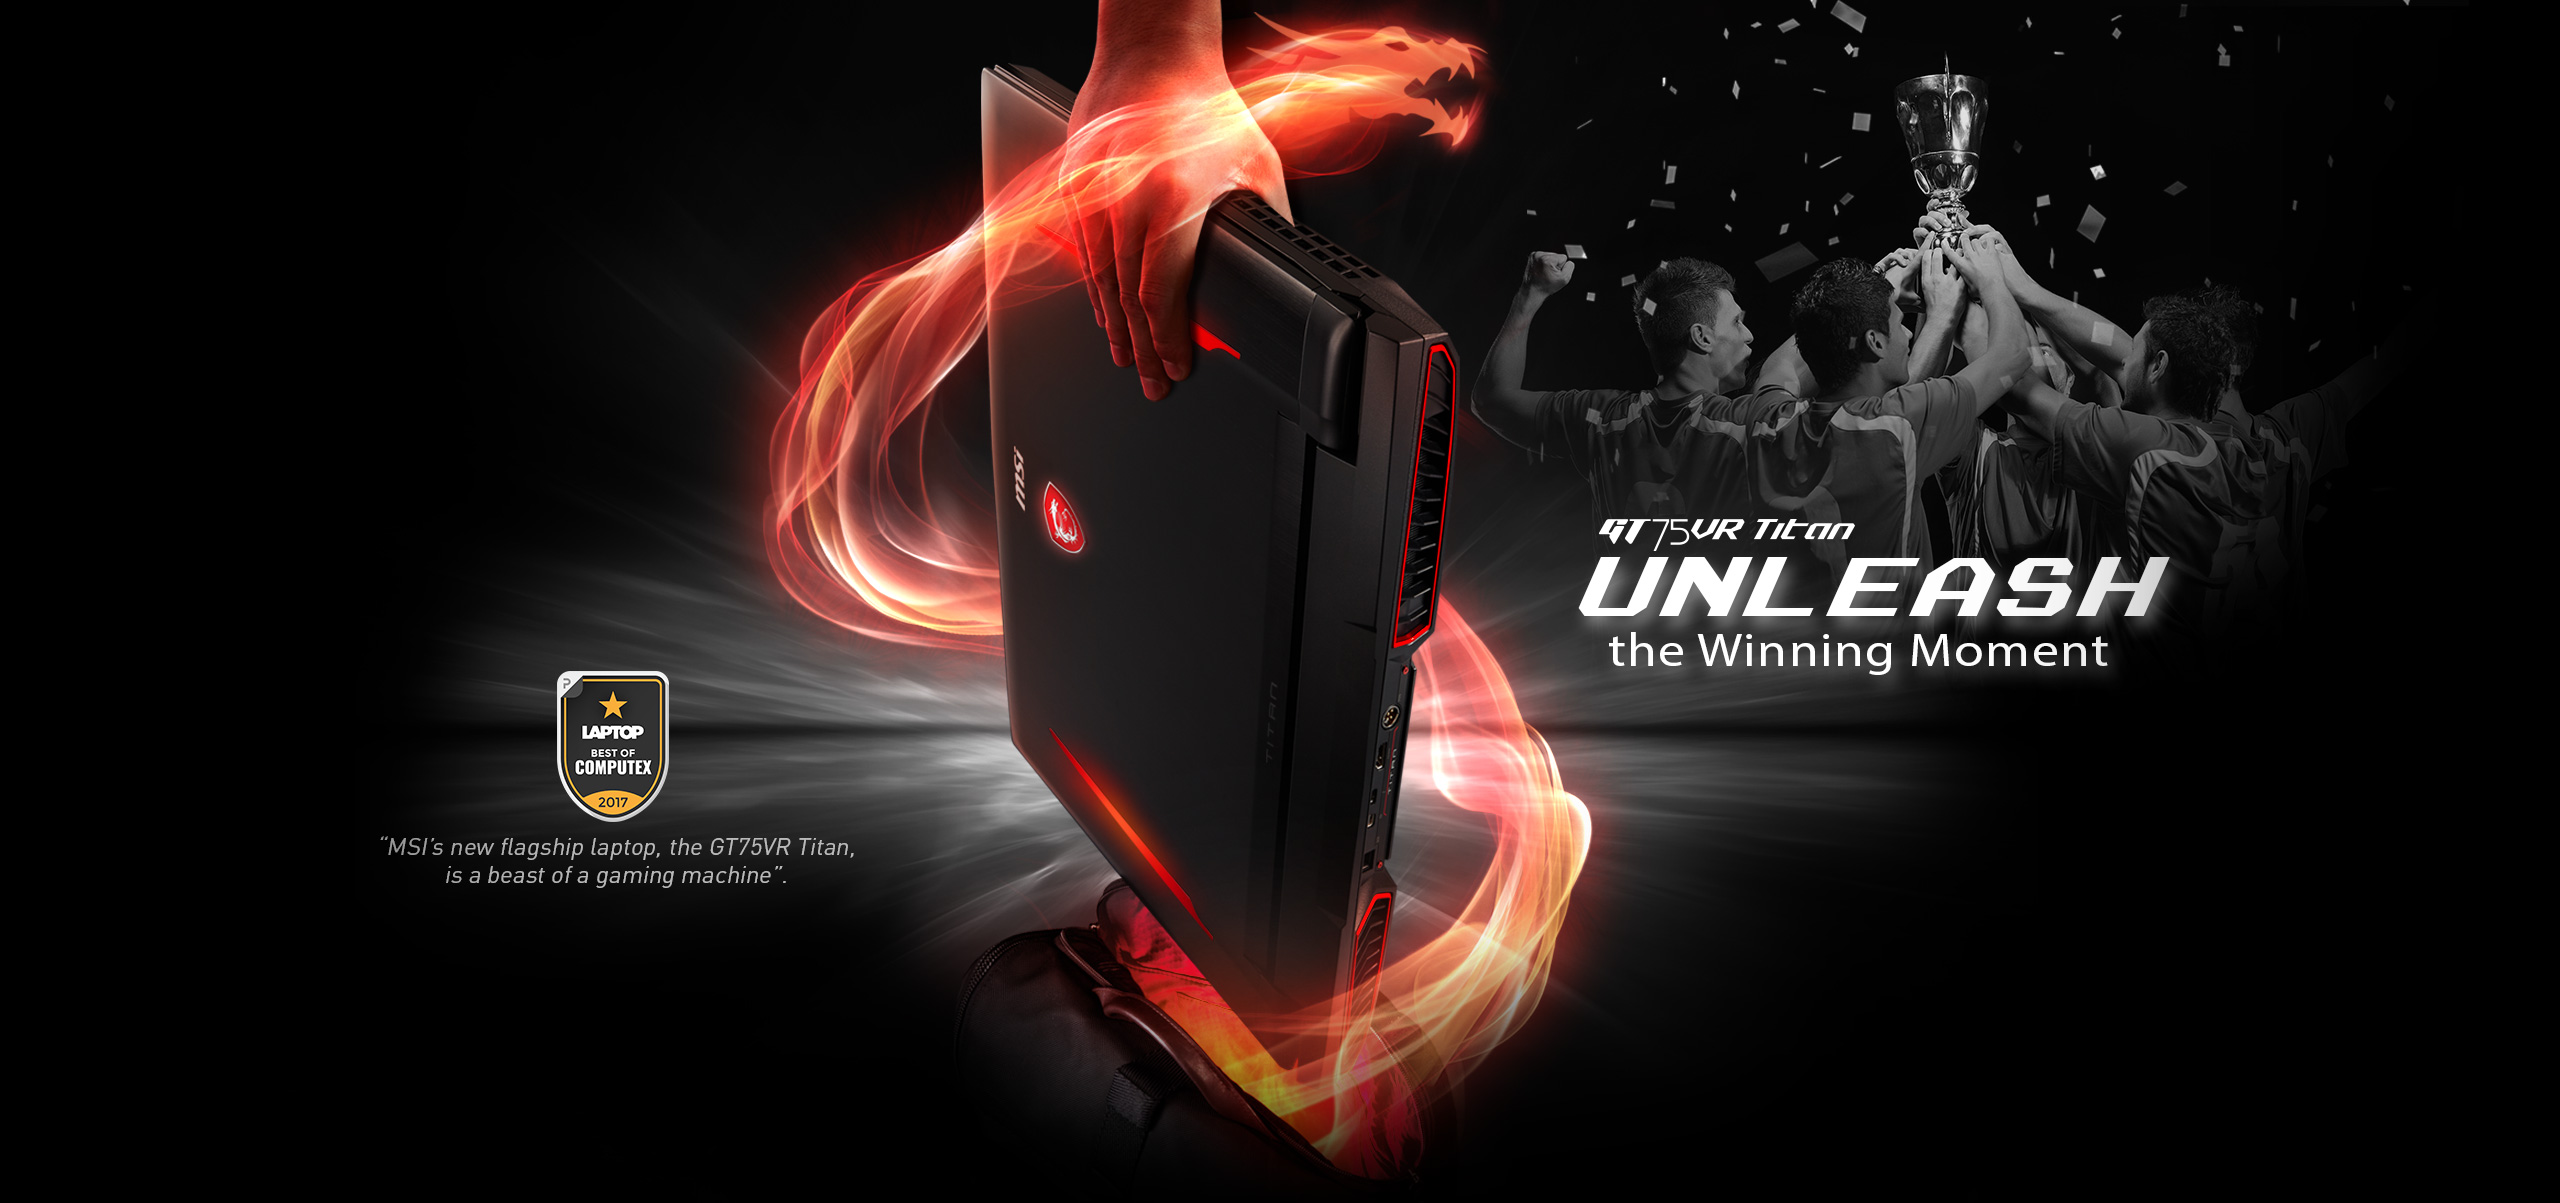 msi
TITAN
TITAN
GT75VR Titan
UNLEASH
the Winning Moment
P
LAPTOP
BEST OF
COMPUTEX
2017
“MSI’s new flagship laptop, the GT75VR Titan,
is a beast of a gaming machine”.